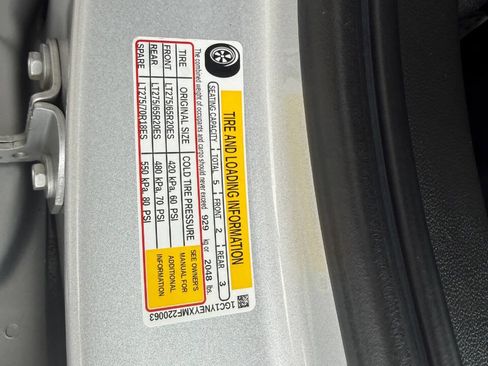 TIRE AND LOADING INFORMATION
SEATING CAPACITY TOTAL 5 FRONT 2 REAR 3
The combined weight of occupants and cargo should never exceed 929 kg or 2048 lbs.
TIRE ORIGINAL SIZE COLD TIRE PRESSURE
FRONT LT275/65R20ES 420 kPa, 60 PSI
REAR LT275/65R20ES 480 kPa, 70 PSI
SPARE LT275/70R18ES 550 kPa, 80 PSI
SEE OWNER'S
MANUAL FOR
ADDITIONAL
INFORMATION
1GC1YNEYXMF220063